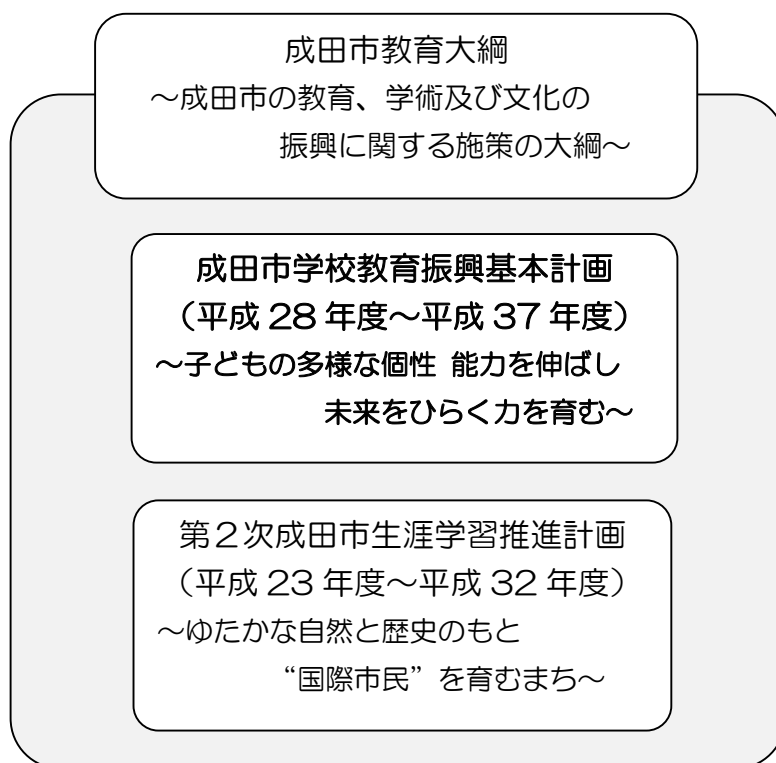 成田市教育大綱
～成田市の教育、学術及び文化の
振興に関する施策の大綱～
成田市学校教育振興基本計画
（平成 28 年度～平成 37 年度）
～子どもの多様な個性 能力を伸ばし
未来をひらく力を育む～
第２次成田市生涯学習推進計画
（平成 23 年度～平成 32 年度）
～ゆたかな自然と歴史のもと
“国際市民”を育むまち～